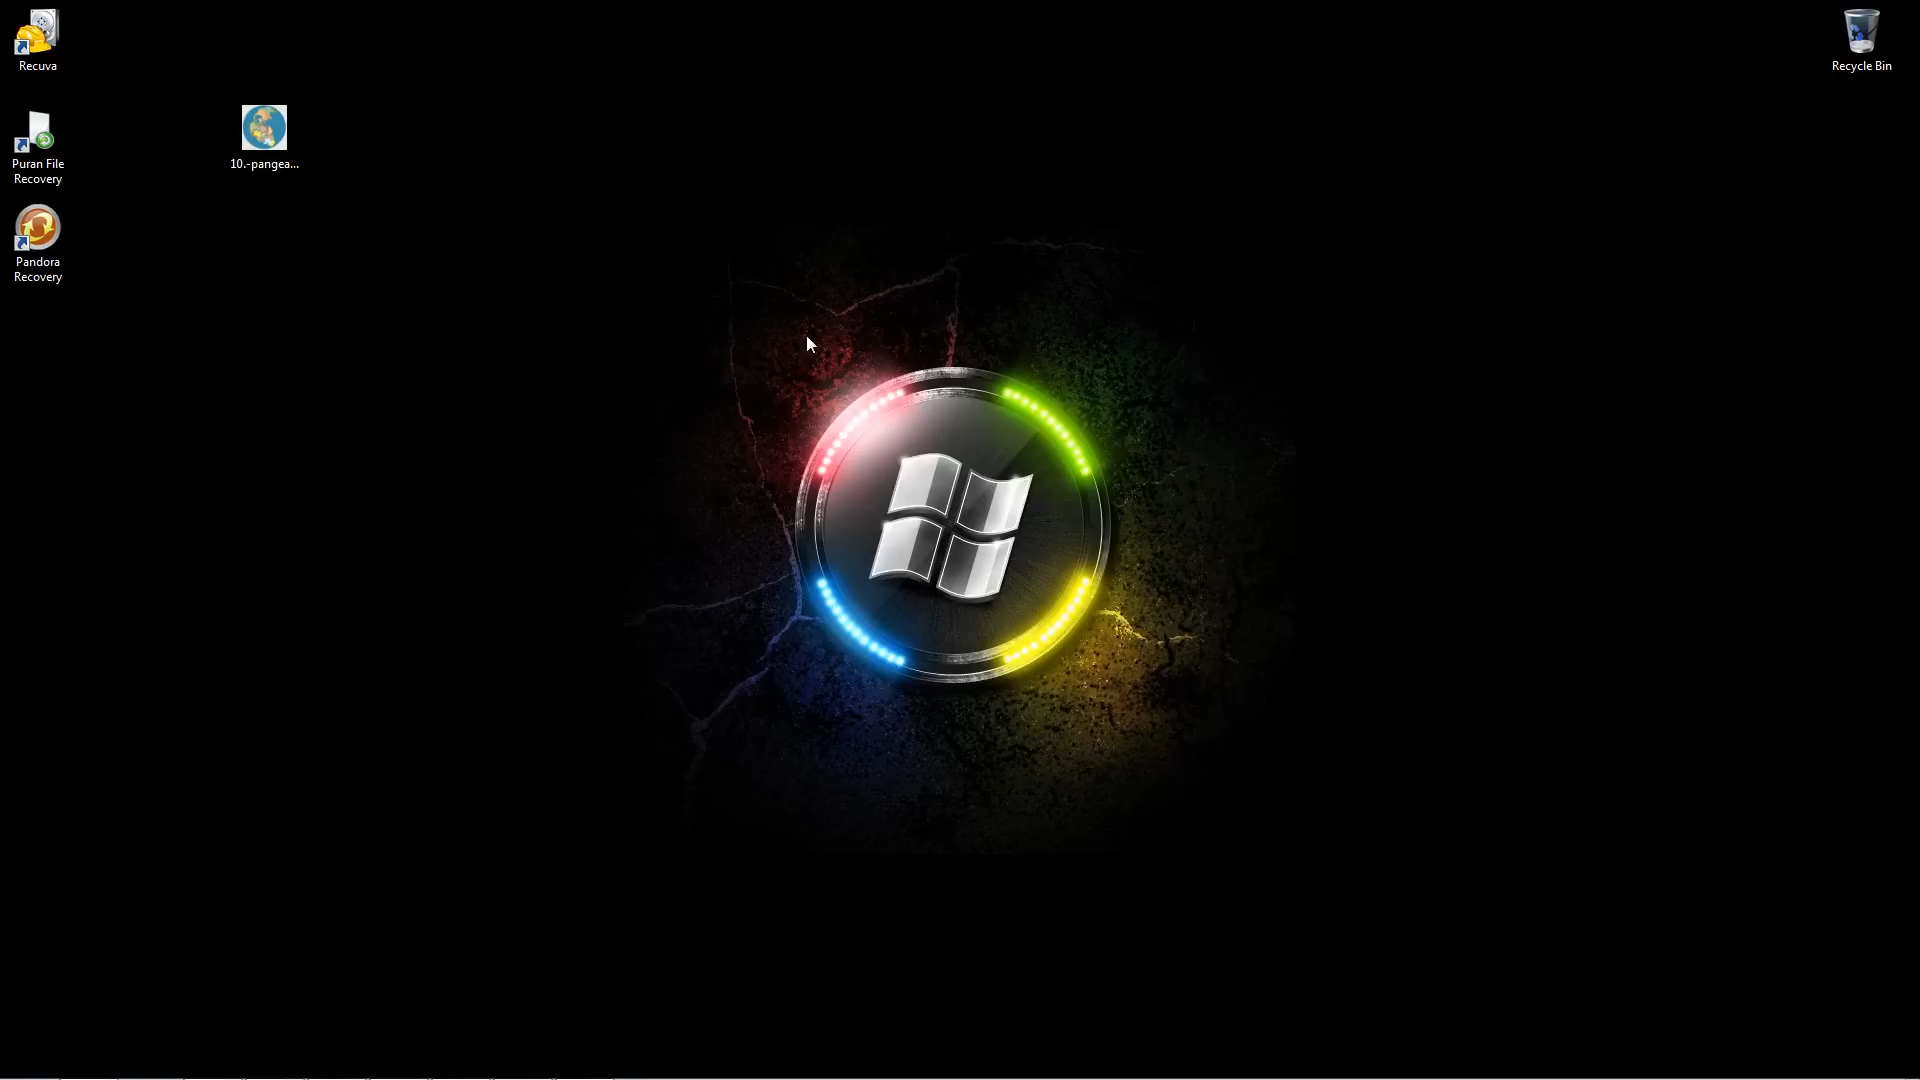 Recuva
Recycle Bin
Puran File
Recovery
10.-pangea...
Pandora
Recovery